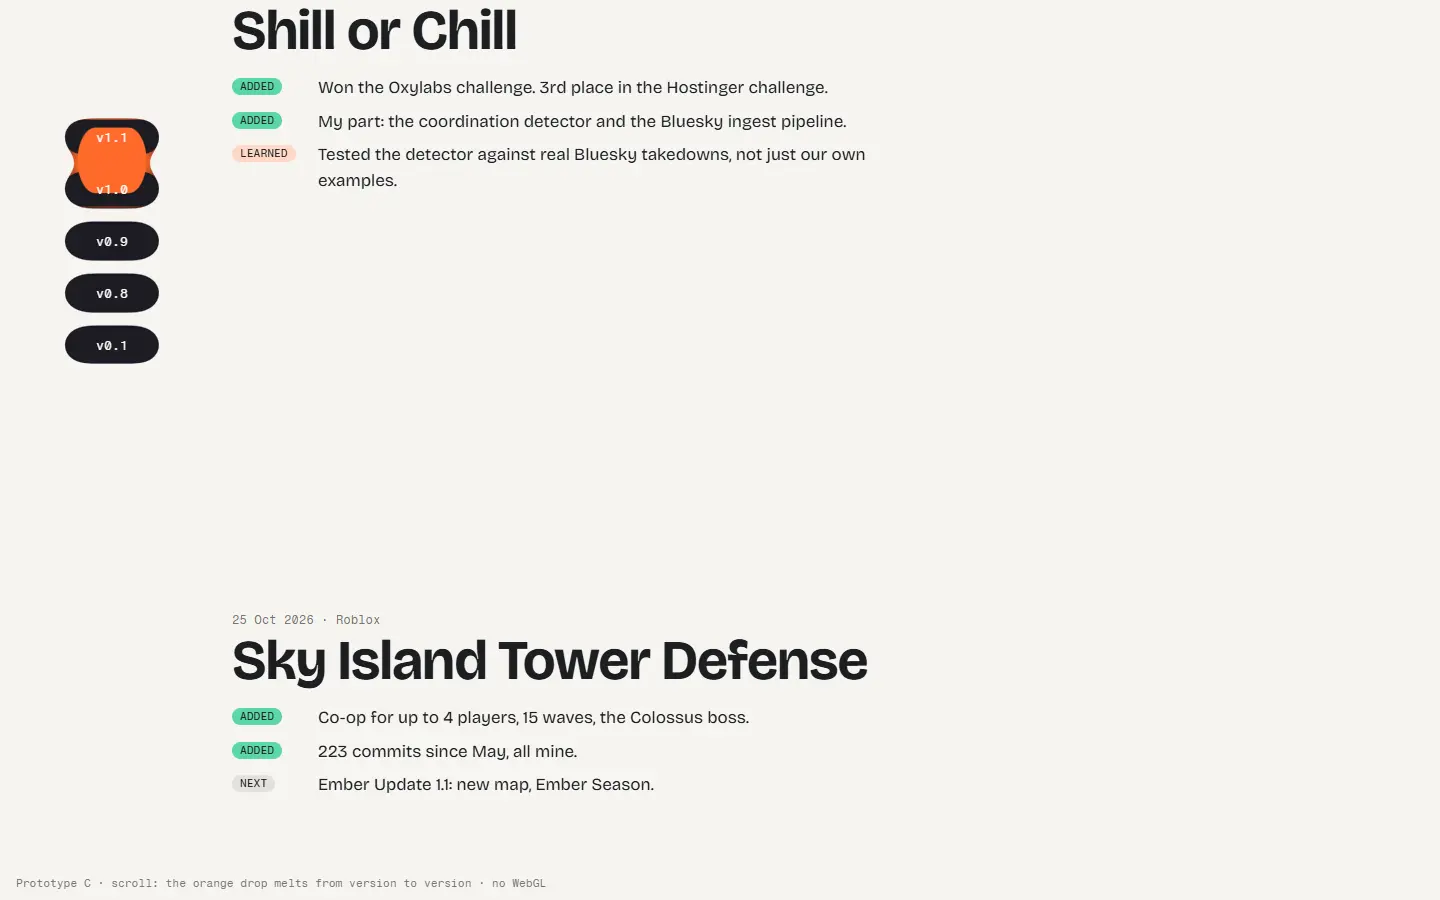 Shill or Chill
ADDED Won the Oxylabs challenge. 3rd place in the Hostinger challenge.
ADDED My part: the coordination detector and the Bluesky ingest pipeline.
LEARNED Tested the detector against real Bluesky takedowns, not just our own
examples.
v1.1
v1.0
v0.9
v0.8
v0.1
25 Oct 2026 · Roblox
Sky Island Tower Defense
ADDED Co-op for up to 4 players, 15 waves, the Colossus boss.
ADDED 223 commits since May, all mine.
NEXT Ember Update 1.1: new map, Ember Season.
Prototype C · scroll: the orange drop melts from version to version · no WebGL